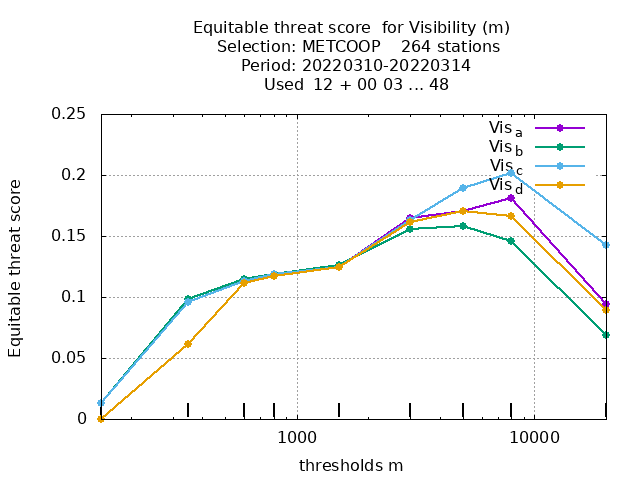 Equitable threat score  for Visibility (m)
Selection: METCOOP    264 stations
Period: 20220310-20220314
Used  12 + 00 03 ... 48
0.25
0.2
0.15
0.1
0.05
0
Equitable threat score
Vis a
Vis b
Vis c
Vis d
1000 10000
thresholds m